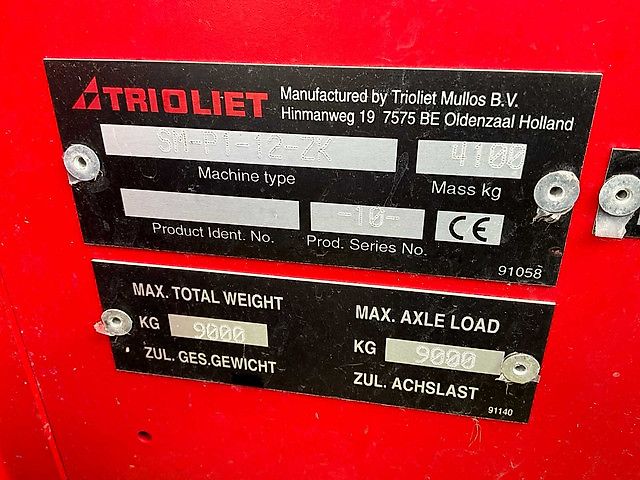 TRIOLIET
Manufactured by Trioliet Mullos B.V.
Hinmanweg 19 7575 BE Oldenzaal Holland
SM-P1-12-ZK
4100
Machine type
Mass kg
-10-
CE
Product Ident. No.
Prod. Series No.
91058
MAX. TOTAL WEIGHT
KG 9000
ZUL. GES.GEWICHT
MAX. AXLE LOAD
KG 9000
ZUL. ACHSLAST
91140